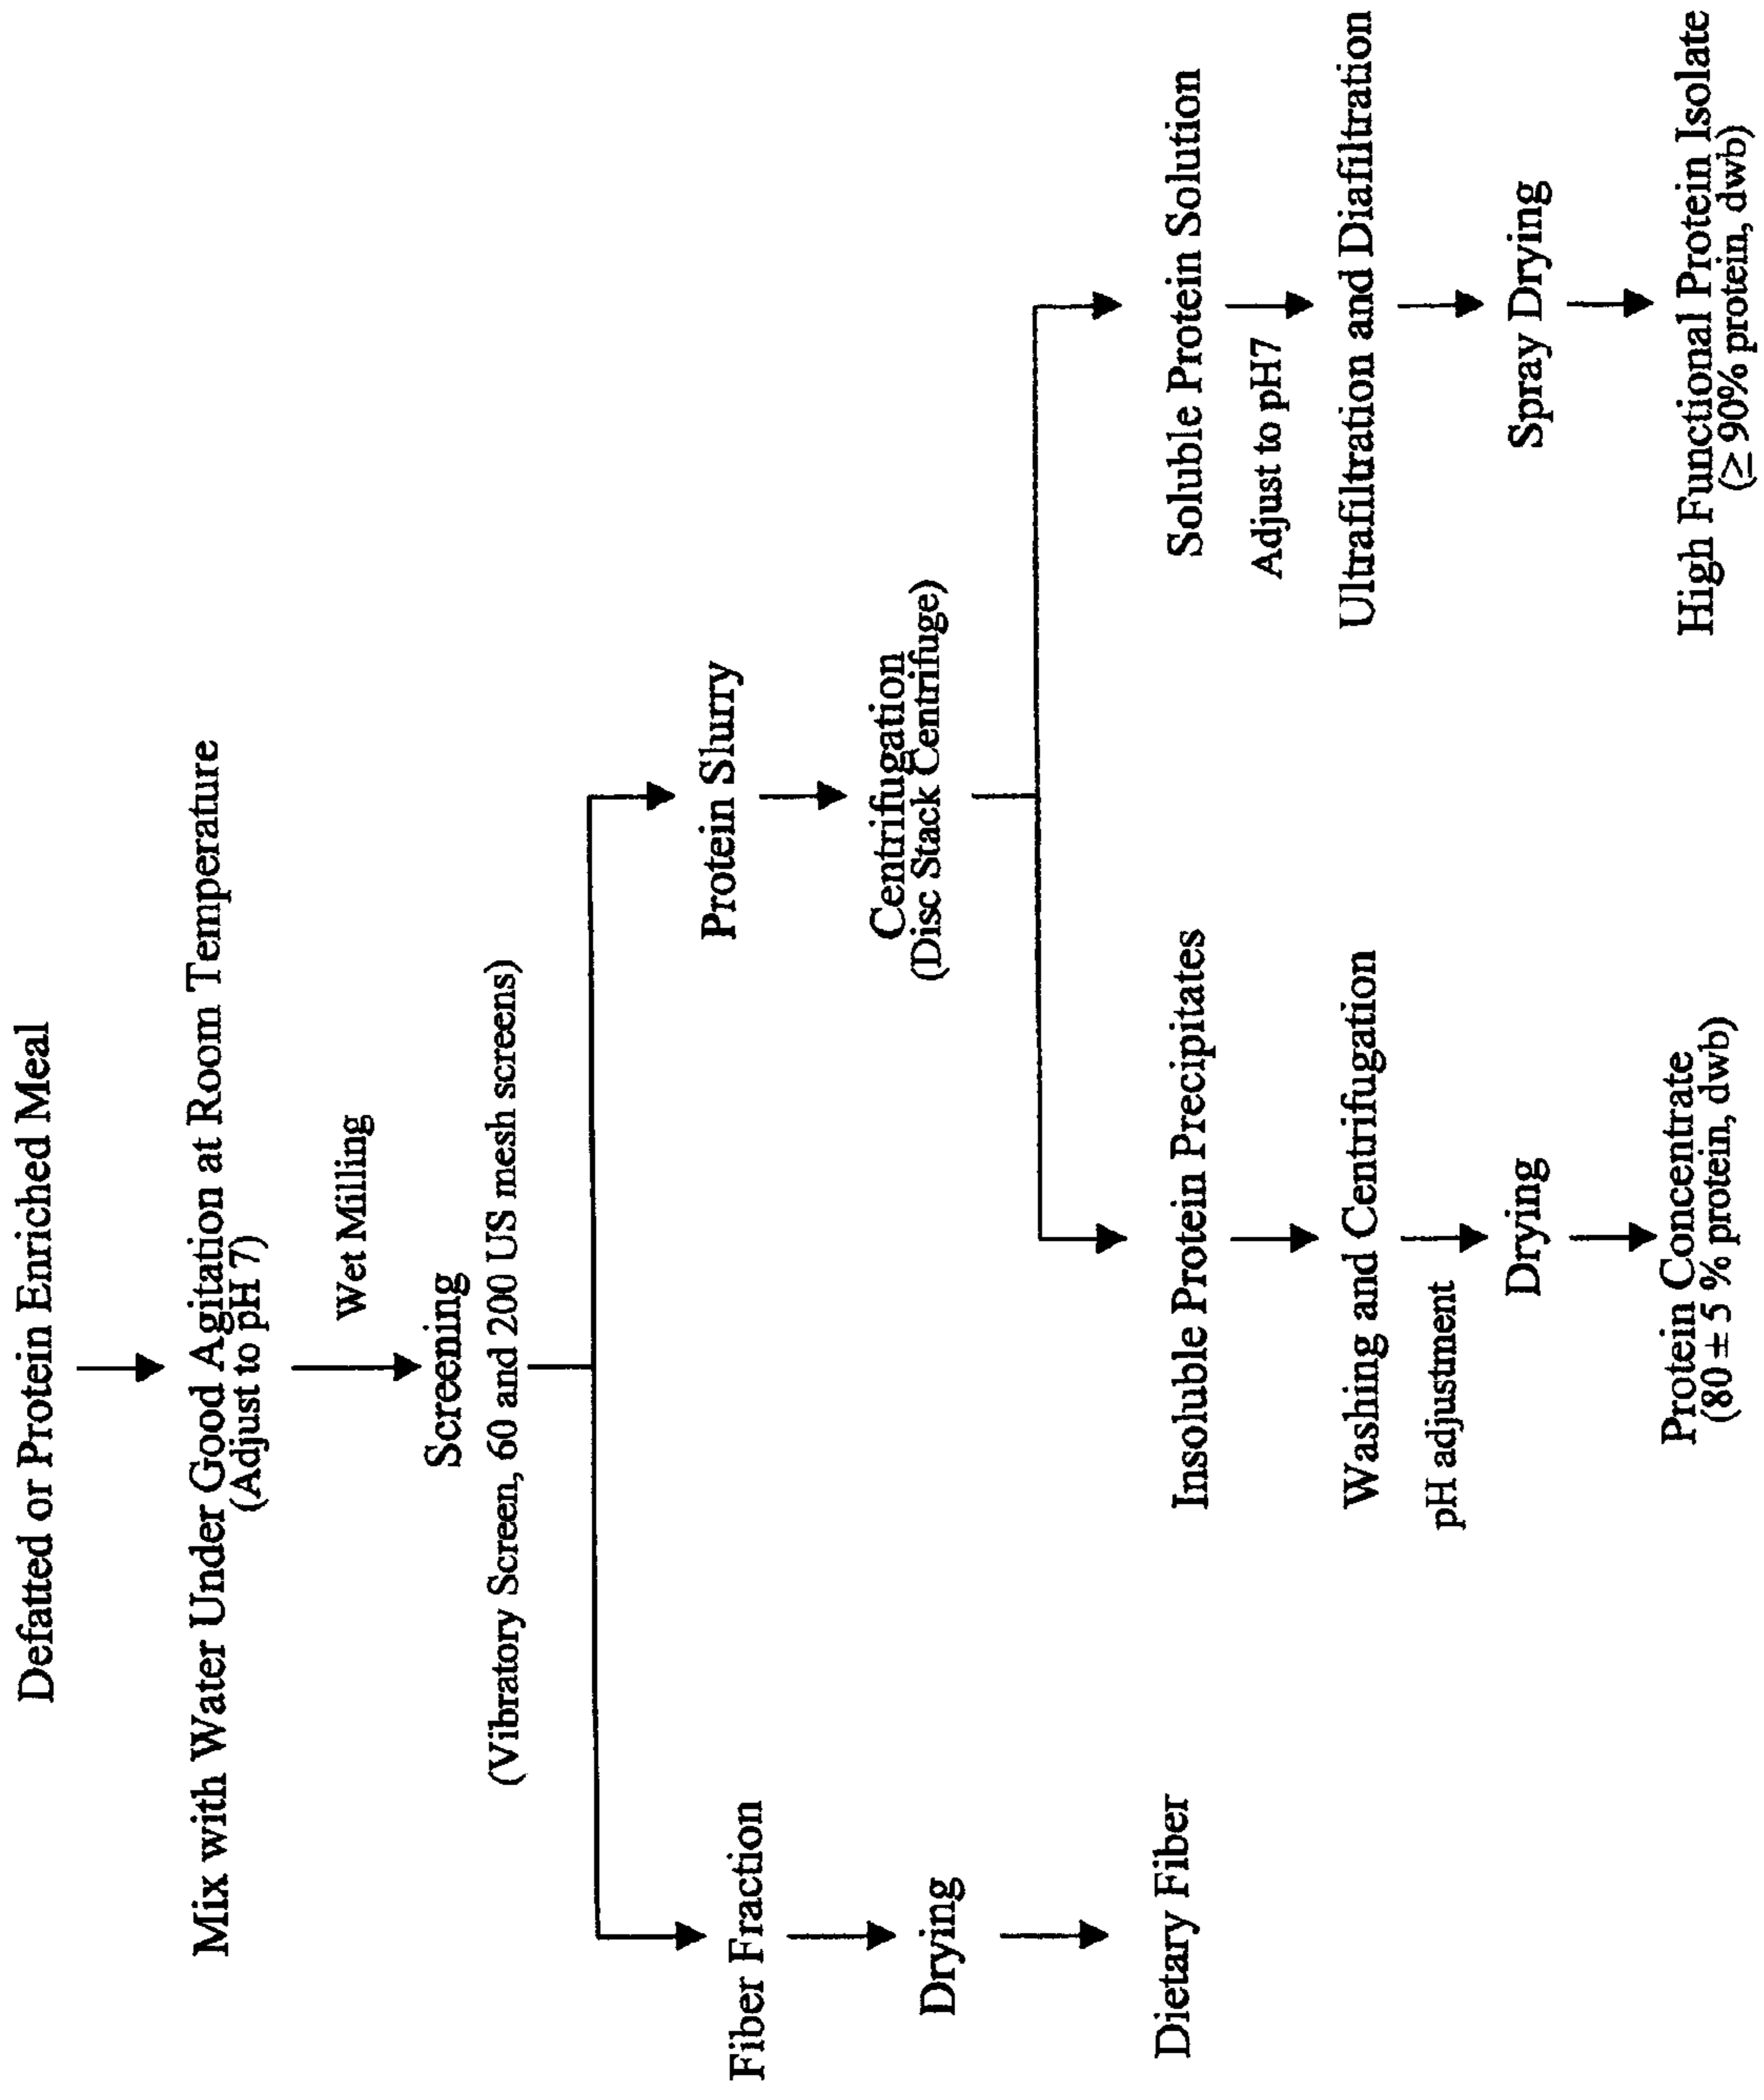 Defatted or Protein Enriched Meal
Mix with Water Under Good Agitation at Room Temperature
(Adjust to pH 7)
Wet Milling
Screening
(Vibratory Screen, 60 and 200 US mesh screens)
Fiber Fraction
Protein Slurry
Drying
Centrifugation
(Disc Stack Centrifuge)
Dietary Fiber
Insoluble Protein Precipitates
Soluble Protein Solution
Adjust to pH7
Washing and Centrifugation
Ultrafiltration and Diafiltration
pH adjustment
Drying
Spray Drying
Protein Concentrate
(80 ± 5 % protein, dwb)
High Functional Protein Isolate
(≥ 90% protein, dwb)